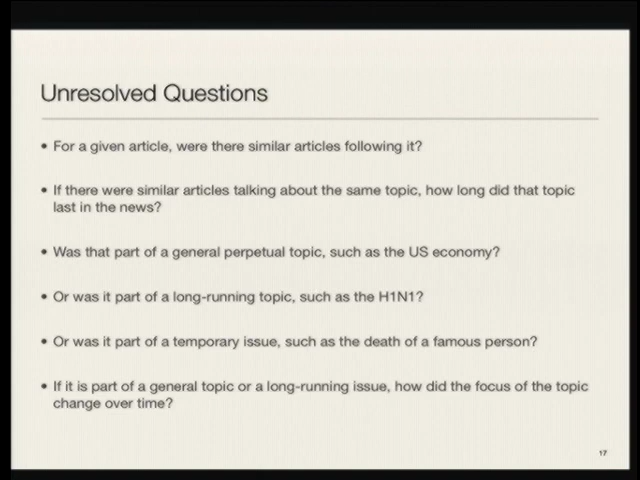 Unresolved Questions
• For a given article, were there similar articles following it?
• If there were similar articles talking about the same topic, how long did that topic
last in the news?
• Was that part of a general perpetual topic, such as the US economy?
• Or was it part of a long-running topic, such as the H1N1?
• Or was it part of a temporary issue, such as the death of a famous person?
• If it is part of a general topic or a long-running issue, how did the focus of the topic
change over time?
17